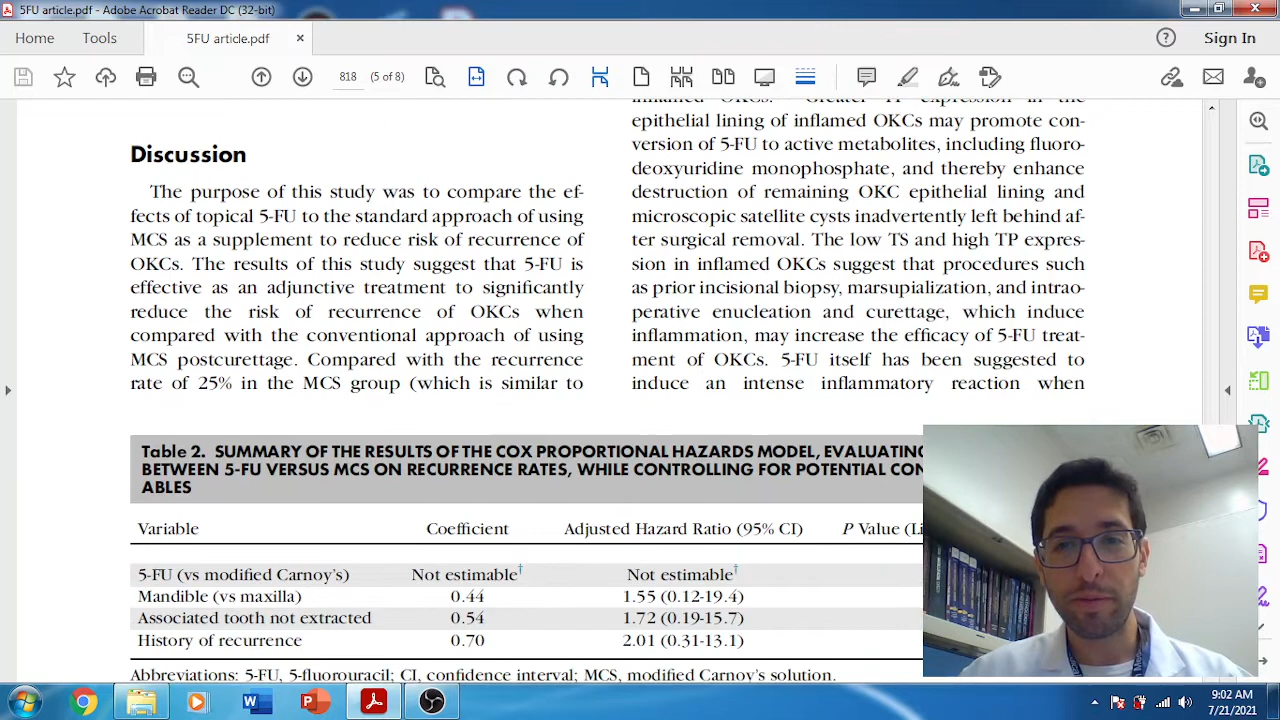 5FU article.pdf - Adobe Acrobat Reader DC (32-bit)
Home
Tools
5FU article.pdf
Sign In
818
(5 of 8)
Discussion
The purpose of this study was to compare the ef-
fects of topical 5-FU to the standard approach of using
MCS as a supplement to reduce risk of recurrence of
OKCs. The results of this study suggest that 5-FU is
effective as an adjunctive treatment to significantly
reduce the risk of recurrence of OKCs when
compared with the conventional approach of using
MCS postcurettage. Compared with the recurrence
rate of 25% in the MCS group (which is similar to
inflamed OKCs. Greater TP expression in the
epithelial lining of inflamed OKCs may promote con-
version of 5-FU to active metabolites, including fluoro-
deoxyuridine monophosphate, and thereby enhance
destruction of remaining OKC epithelial lining and
microscopic satellite cysts inadvertently left behind af-
ter surgical removal. The low TS and high TP expres-
sion in inflamed OKCs suggest that procedures such
as prior incisional biopsy, marsupialization, and intrao-
perative enucleation and curettage, which induce
inflammation, may increase the efficacy of 5-FU treat-
ment of OKCs. 5-FU itself has been suggested to
induce an intense inflammatory reaction when
Table 2. SUMMARY OF THE RESULTS OF THE COX PROPORTIONAL HAZARDS MODEL, EVALUATING
BETWEEN 5-FU VERSUS MCS ON RECURRENCE RATES, WHILE CONTROLLING FOR POTENTIAL CON
ABLES
Variable Coefficient Adjusted Hazard Ratio (95% CI) P Value (Li
5-FU (vs modified Carnoy's) Not estimable† Not estimable†
Mandible (vs maxilla) 0.44 1.55 (0.12-19.4)
Associated tooth not extracted 0.54 1.72 (0.19-15.7)
History of recurrence 0.70 2.01 (0.31-13.1)
Abbreviations: 5-FU, 5-fluorouracil; CI, confidence interval; MCS, modified Carnoy's solution.
9:02 AM
7/21/2021